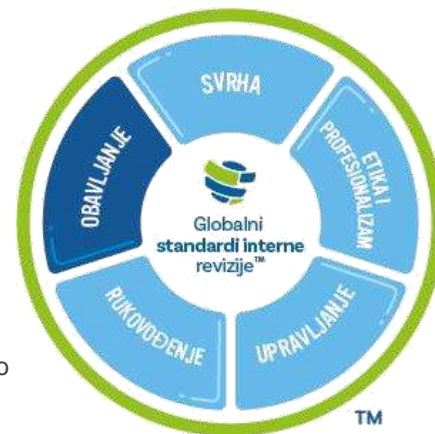 SVRHA
ETIKA I
PROFESIONALIZAM
UPRAVLJANJE
RUKOVOĐENJE
OBAVLJANJE
Globalni
standardi interne
revizije™
o
TM